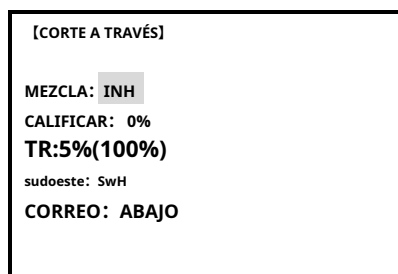 【CORTE A TRAVÉS】
MEZCLA： INH
CALIFICAR： 0%
TR:5%(100%)
sudoeste：SwH
CORREO：ABAJO